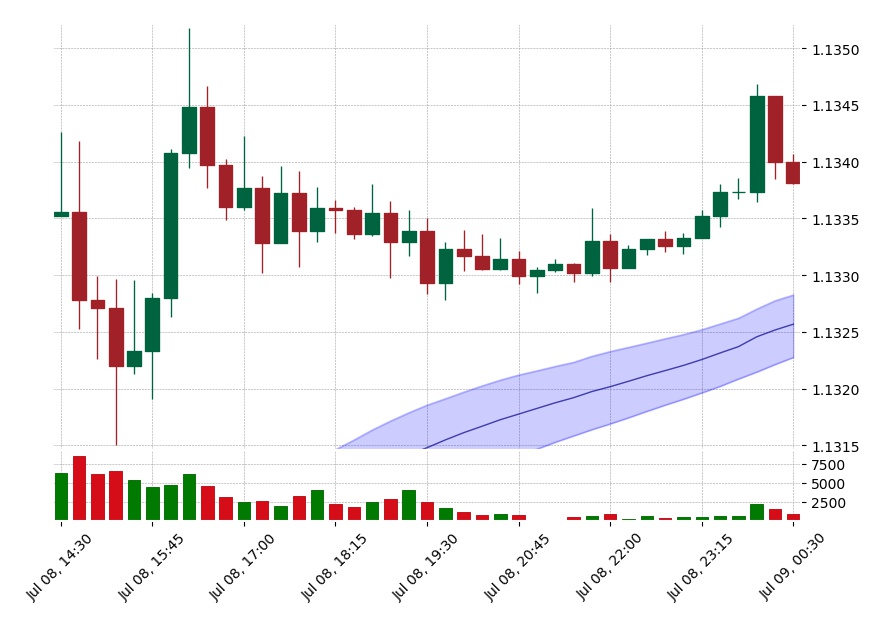 1.1350
1.1345
1.1340
1.1335
1.1330
1.1325
1.1320
1.1315
7500
5000
2500
Jul 08, 14:30
Jul 08, 15:45
Jul 08, 17:00
Jul 08, 18:15
Jul 08, 19:30
Jul 08, 20:45
Jul 08, 22:00
Jul 08, 23:15
Jul 09, 00:30